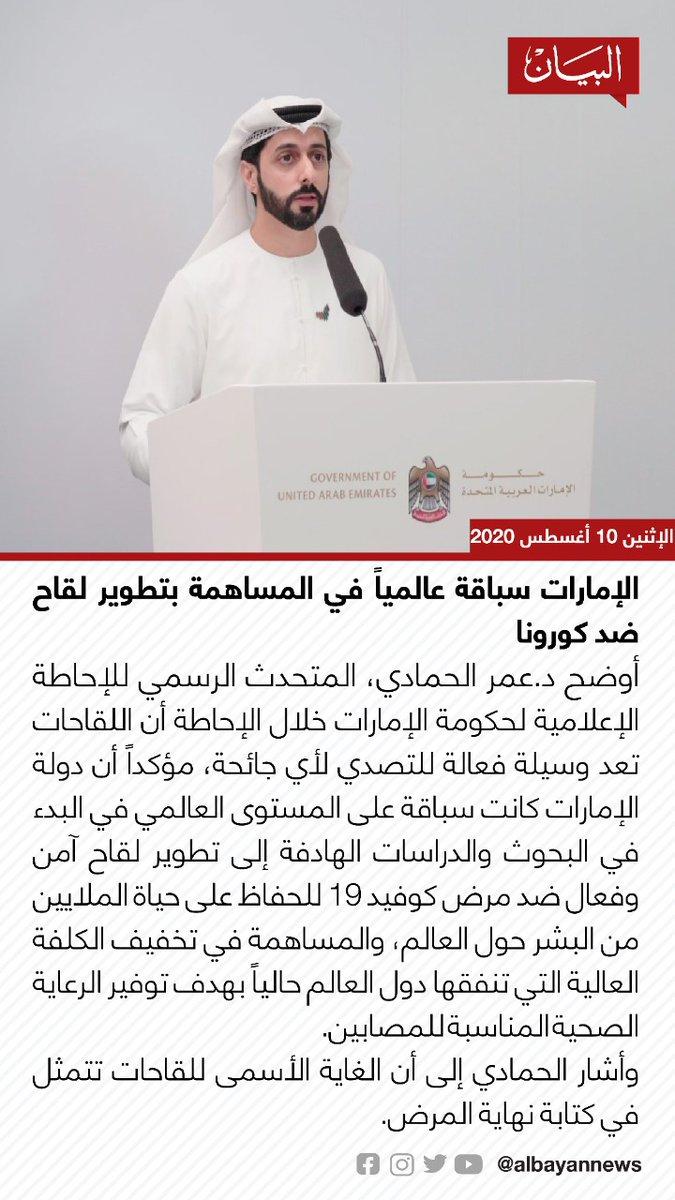 البيان
GOVERNMENT OF
UNITED ARAB EMIRATES
حكومة
الإمارات العربية المتحدة
الإثنين 10 أغسطس 2020
الإمارات سباقة عالمياً في المساهمة بتطوير لقاح
ضد كورونا
أوضح د.عمر الحمادي، المتحدث الرسمي للإحاطة
الإعلامية لحكومة الإمارات خلال الإحاطة أن اللقاحات
تعد وسيلة فعالة للتصدي لأي جائحة، مؤكداً أن دولة
الإمارات كانت سباقة على المستوى العالمي في البدء
في البحوث والدراسات الهادفة إلى تطوير لقاح آمن
وفعال ضد مرض كوفيد 19 للحفاظ على حياة الملايين
من البشر حول العالم، والمساهمة في تخفيف الكلفة
العالية التي تنفقها دول العالم حالياً بهدف توفير الرعاية
الصحية المناسبة للمصابين.
وأشار الحمادي إلى أن الغاية الأسمى للقاحات تتمثل
في كتابة نهاية المرض.
@albayannews